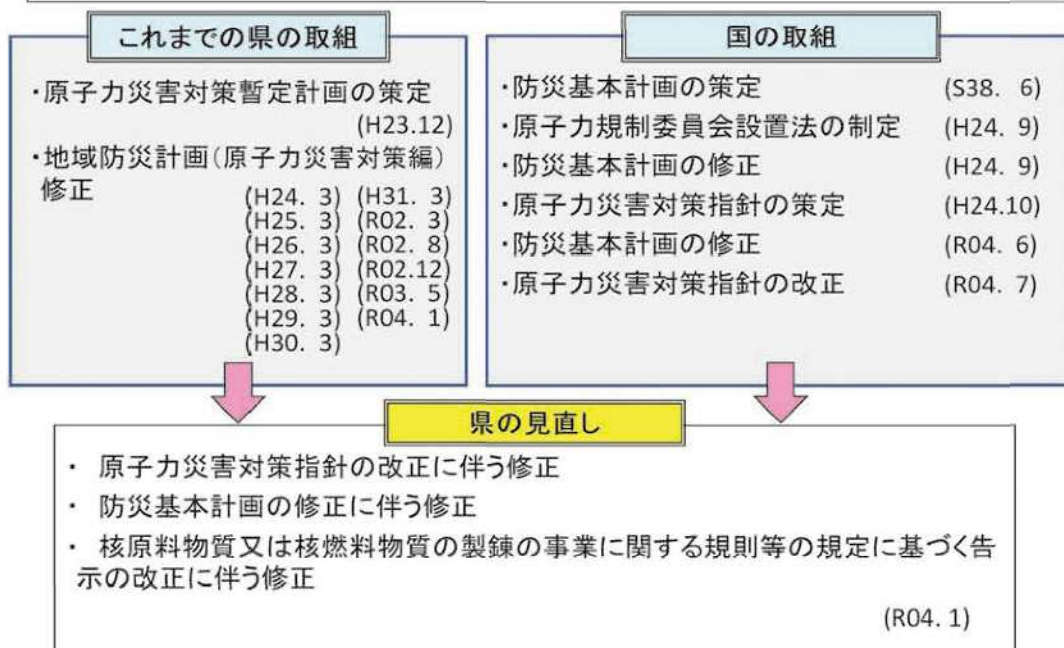 これまでの県の取組
・原子力災害対策暫定計画の策定
(H23.12)
・地域防災計画(原子力災害対策編)
修正
(H24. 3) (H31. 3)
(H25. 3) (R02. 3)
(H26. 3) (R02. 8)
(H27. 3) (R02.12)
(H28. 3) (R03. 5)
(H29. 3) (R04. 1)
(H30. 3)
国の取組
・防災基本計画の策定 (S38. 6)
・原子力規制委員会設置法の制定 (H24. 9)
・防災基本計画の修正 (H24. 9)
・原子力災害対策指針の策定 (H24.10)
・防災基本計画の修正 (R04. 6)
・原子力災害対策指針の改正 (R04. 7)
県の見直し
・ 原子力災害対策指針の改正に伴う修正
・ 防災基本計画の修正に伴う修正
・ 核原料物質又は核燃料物質の製錬の事業に関する規則等の規定に基づく告
示の改正に伴う修正
(R04. 1)